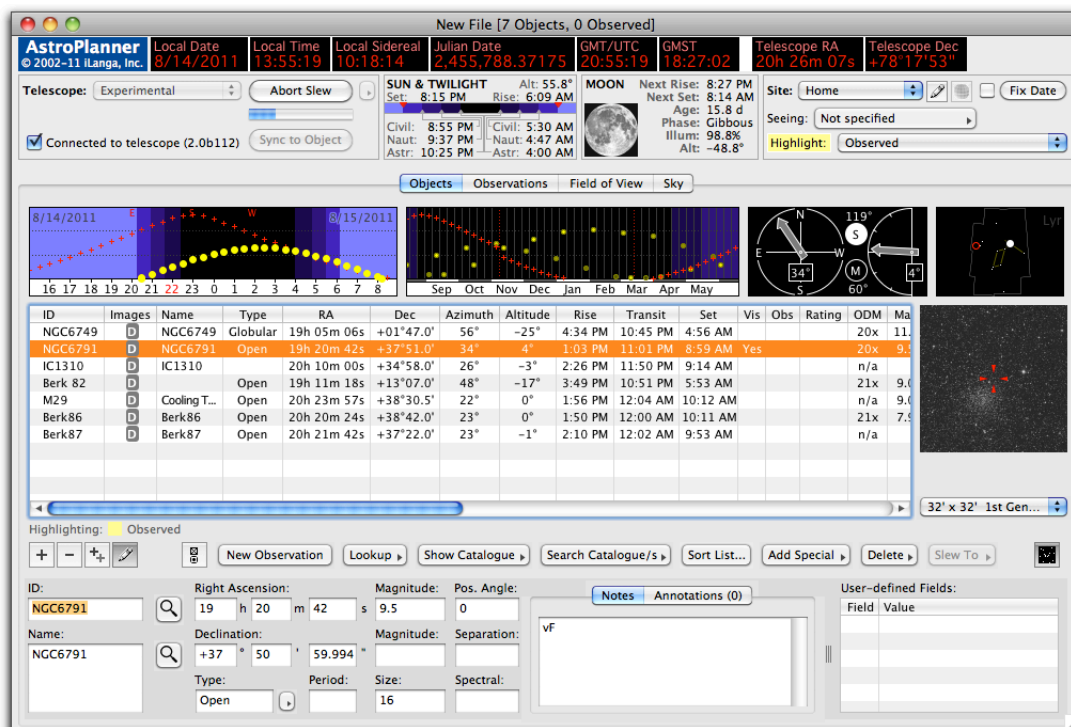 New File [7 Objects, 0 Observed]
AstroPlanner
© 2002-11 iLanga, Inc.
Local Date
8/14/2011
Local Time
13:55:19
Local Sidereal
10:18:14
Julian Date
2,455,788.37175
GMT/UTC
20:55:19
GMST
18:27:02
Telescope RA
20h 26m 07s
Telescope Dec
+78°17'53"
Telescope: Experimental
Abort Slew
Connected to telescope (2.0b112)
Sync to Object
SUN & TWILIGHT Alt: 55.8°
Set: 8:15 PM Rise: 6:09 AM
Civil: 8:55 PM Civil: 5:30 AM
Naut: 9:37 PM Naut: 4:47 AM
Astr: 10:25 PM Astr: 4:00 AM
MOON
Next Rise: 8:27 PM
Next Set: 8:14 AM
Age: 15.8 d
Phase: Gibbous
Illum: 98.8%
Alt: -48.8°
Site: Home
Fix Date
Seeing: Not specified
Highlight: Observed
Objects Observations Field of View Sky
8/14/2011 E S W 8/15/2011
16 17 18 19 20 21 22 23 0 1 2 3 4 5 6 7 8
Sep Oct Nov Dec Jan Feb Mar Apr May
N
E W
S
34°
119°
S
M
60°
4°
Lyr
ID Images Name Type RA Dec Azimuth Altitude Rise Transit Set Vis Obs Rating ODM Ma
NGC6749 D NGC6749 Globular 19h 05m 06s +01°47.0' 56° -25° 4:34 PM 10:45 PM 4:56 AM 20x 11.
NGC6791 D NGC6791 Open 19h 20m 42s +37°51.0' 34° 4° 1:03 PM 11:01 PM 8:59 AM Yes 20x 9.5
IC1310 D IC1310 20h 10m 00s +34°58.0' 26° -3° 2:26 PM 11:50 PM 9:14 AM n/a
Berk 82 D Open 19h 11m 18s +13°07.0' 48° -17° 3:49 PM 10:51 PM 5:53 AM 21x 9.0
M29 D Cooling T... Open 20h 23m 57s +38°30.5' 22° 0° 1:56 PM 12:04 AM 10:12 AM n/a 9.0
Berk86 D Berk86 Open 20h 20m 24s +38°42.0' 23° 0° 1:50 PM 12:00 AM 10:11 AM 21x 7.9
Berk87 D Berk87 Open 20h 21m 42s +37°22.0' 23° -1° 2:10 PM 12:02 AM 9:53 AM n/a
32' x 32' 1st Gen...
Highlighting: Observed
New Observation Lookup Show Catalogue Search Catalogue/s Sort List... Add Special Delete Slew To
ID:
NGC6791
Name:
NGC6791
Right Ascension:
19 h 20 m 42 s
Declination:
+37 ° 50 ' 59.994 "
Type:
Open
Period:
Magnitude:
9.5
Magnitude:
Size:
16
Pos. Angle:
0
Separation:
Spectral:
Notes Annotations (0)
vF
User-defined Fields:
Field Value